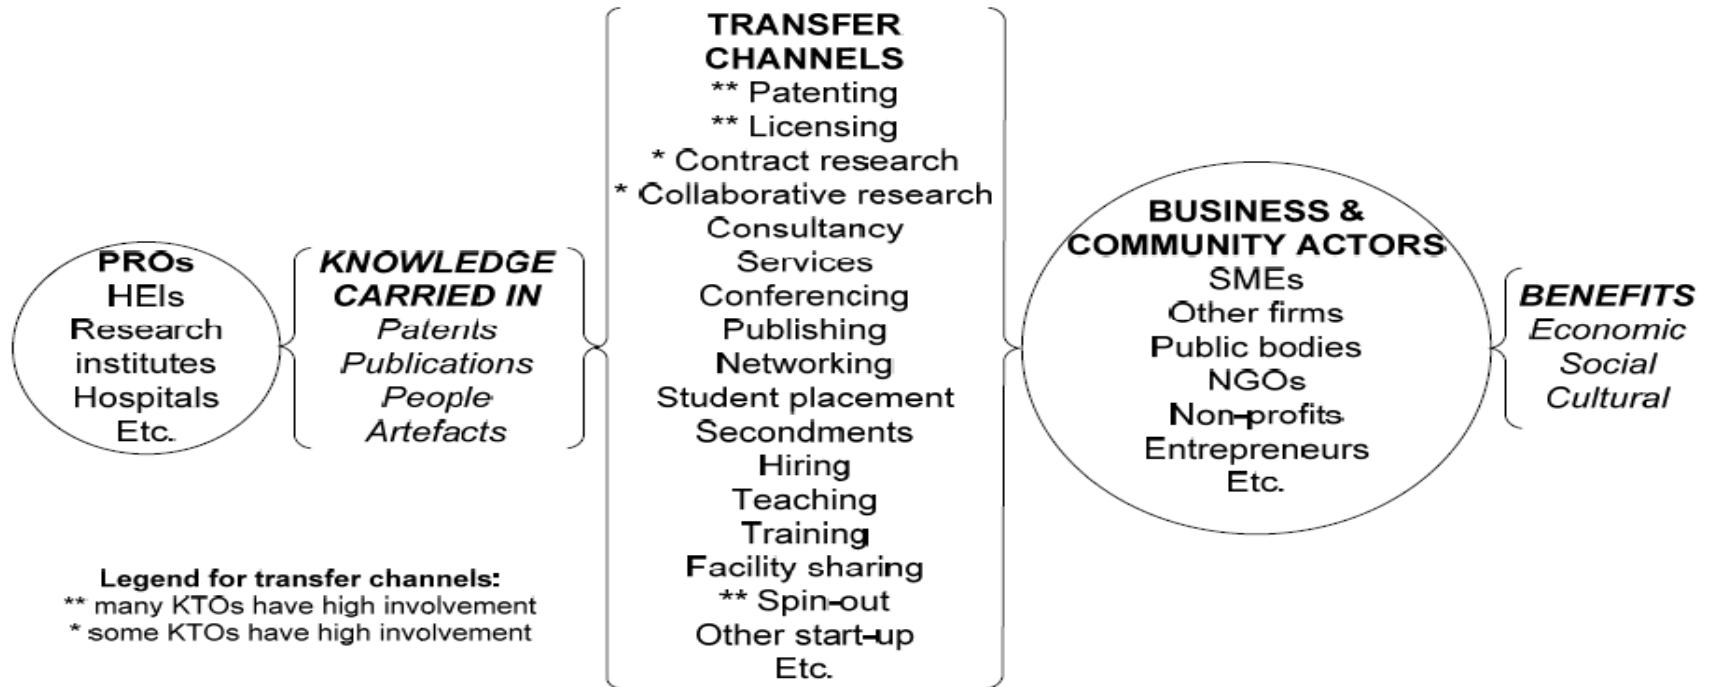 PROs
HEIs
Research
institutes
Hospitals
Etc.
KNOWLEDGE
CARRIED IN
Patents
Publications
People
Artefacts
TRANSFER
CHANNELS
** Patenting
** Licensing
* Contract research
* Collaborative research
Consultancy
Services
Conferencing
Publishing
Networking
Student placement
Secondments
Hiring
Teaching
Training
Facility sharing
** Spin-out
Other start-up
Etc.
BUSINESS &
COMMUNITY ACTORS
SMEs
Other firms
Public bodies
NGOs
Non-profits
Entrepreneurs
Etc.
BENEFITS
Economic
Social
Cultural
Legend for transfer channels:
** many KTOs have high involvement
* some KTOs have high involvement